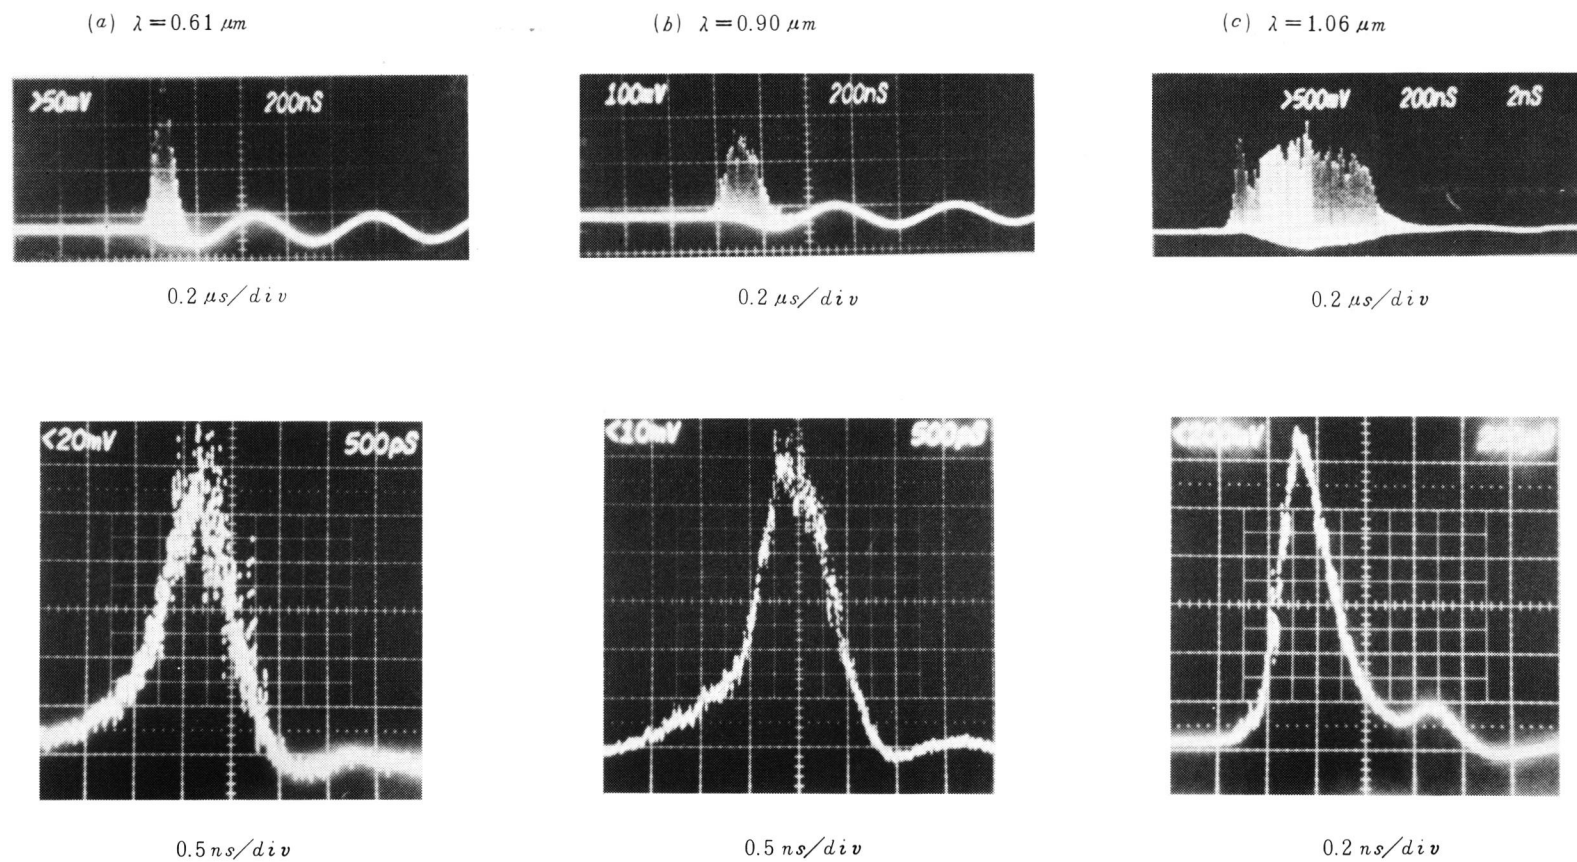 (a) λ=0.61 μm
(b) λ=0.90 μm
(c) λ=1.06 μm
>50mV 200nS
100mV 200nS
>500mV 200nS 2nS
0.2 μs/div
0.2 μs/div
0.2 μs/div
<20mV 500pS
<10mV 500pS
0.5 ns/div
0.5 ns/div
0.2 ns/div